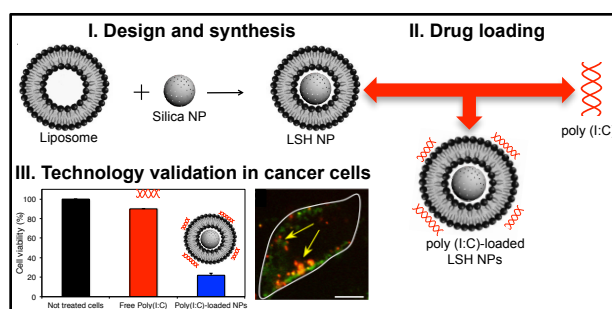 I. Design and synthesis
II. Drug loading
+
Liposome
Silica NP
LSH NP
poly (I:C)
III. Technology validation in cancer cells
poly (I:C)-loaded
LSH NPs
Cell viability (%)
100
80
60
40
20
0
Not treated cells
Free Poly(I:C)
Poly(I:C)-loaded NPs